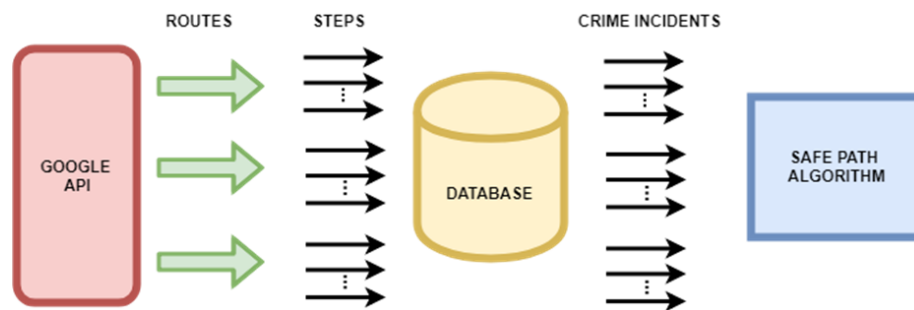 ROUTES
STEPS
CRIME INCIDENTS
GOOGLE
API
DATABASE
SAFE PATH
ALGORITHM